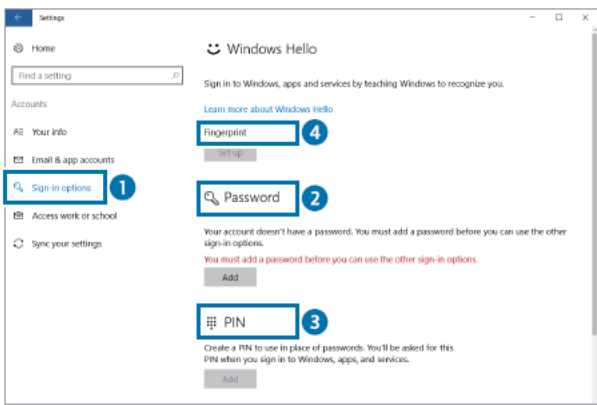 Settings
Home
Find a setting
Accounts
Your info
Email & app accounts
Sign-in options
1
Access work or school
Sync your settings
Windows Hello
Sign in to Windows, apps and services by teaching Windows to recognize you.
Learn more about Windows Hello
Fingerprint
4
Set up
Password
2
Your account doesn't have a password. You must add a password before you can use the other
sign-in options.
You must add a password before you can use the other sign-in options.
Add
PIN
3
Create a PIN to use in place of passwords. You'll be asked for this
PIN when you sign in to Windows, apps, and services.
Add